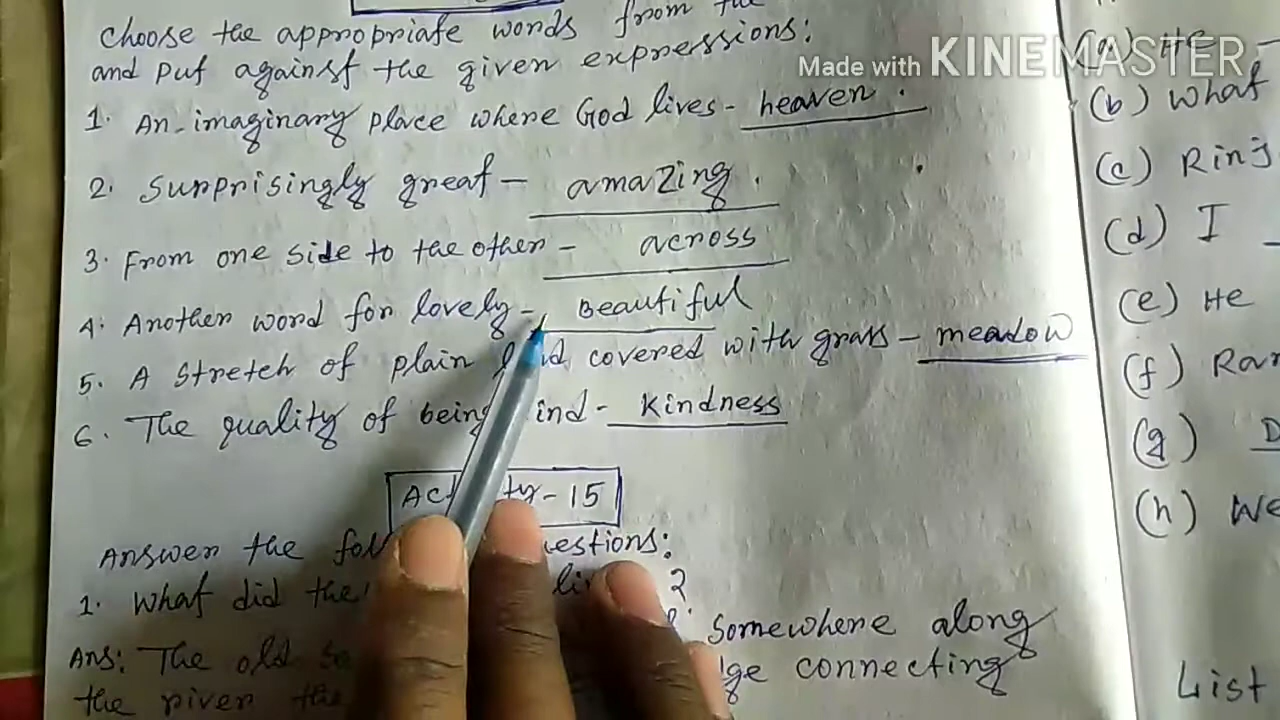 choose the appropriate words from the
and put against the given expressions:
1. An imaginary place where God lives- heaven.
2. Surprisingly great- amazing.
3. From one side to the other- across
4. Another word for lovely- Beautiful
5. A stretch of plain covered with grass- meadow
6. The quality of being kind- Kindness
Activity-15
Answer the questions:
1. What did the
Ans: The old somewhere along
the river the connecting
Made with KINEMASTER
(a) He
(b) What
(c) Ring
(d) I
(e) He
(f)
(g)
(h) We
List